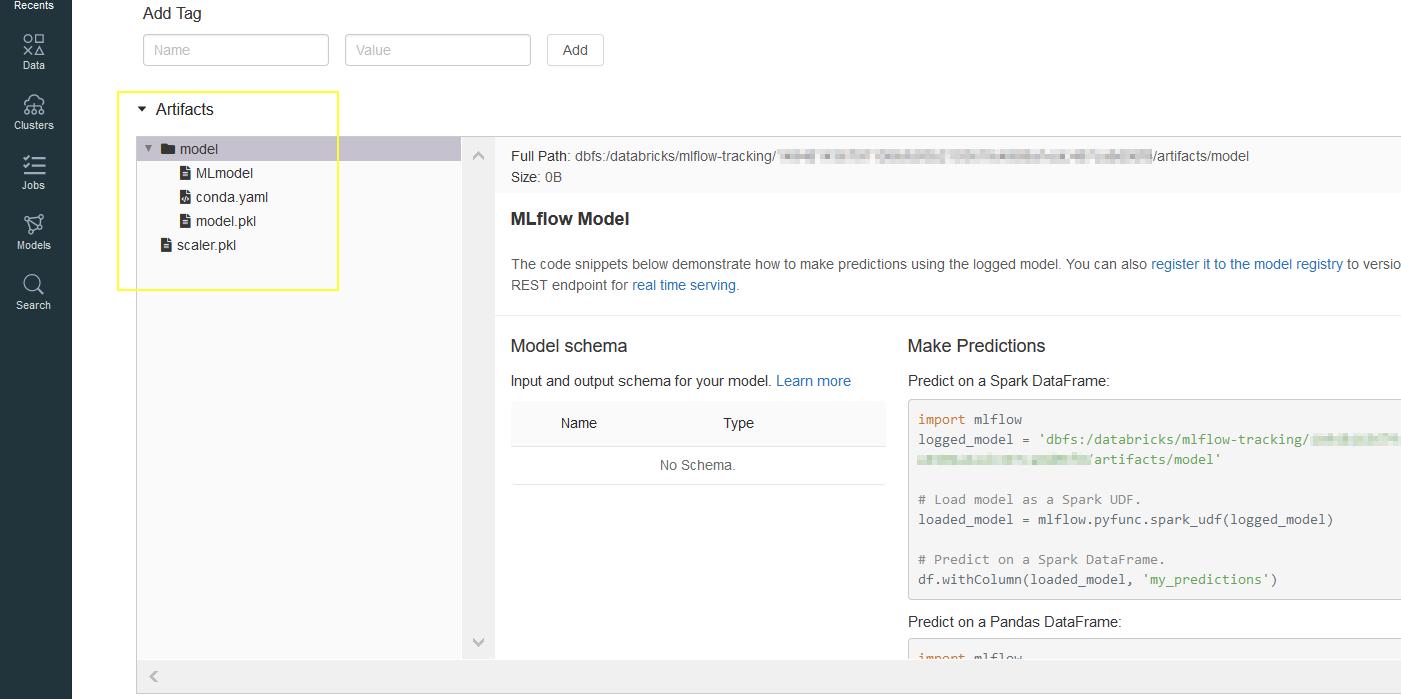 Recents
Data
Clusters
Jobs
Models
Search
Add Tag
Name Value Add
Artifacts
model
MLmodel
conda.yaml
model.pkl
scaler.pkl
Full Path: dbfs:/databricks/mlflow-tracking/ /artifacts/model
Size: 0B
MLflow Model
The code snippets below demonstrate how to make predictions using the logged model. You can also register it to the model registry to versio
REST endpoint for real time serving.
Model schema
Input and output schema for your model. Learn more
Name Type
No Schema.
Make Predictions
Predict on a Spark DataFrame:
import mlflow
logged_model = 'dbfs:/databricks/mlflow-tracking/
/artifacts/model'
# Load model as a Spark UDF.
loaded_model = mlflow.pyfunc.spark_udf(logged_model)
# Predict on a Spark DataFrame.
df.withColumn(loaded_model, 'my_predictions')
Predict on a Pandas DataFrame:
import mlflow